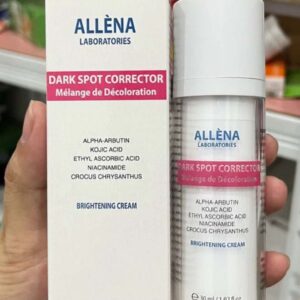 ALLÈNA
LABORATORIES
DARK SPOT CORRECTOR
Mélange de Décoloration
ALPHA-ARBUTIN
KOJIC ACID
ETHYL ASCORBIC ACID
NIACINAMIDE
CROCUS CHRYSANTHUS
BRIGHTENING CREAM
ALLÈNA
LABORATORIES
DARK SPOT CORRECTOR
Mélange de Décoloration
ALPHA-ARBUTIN
KOJIC ACID
ETHYL ASCORBIC ACID
NIACINAMIDE
CROCUS CHRYSANTHUS
BRIGHTENING CREAM